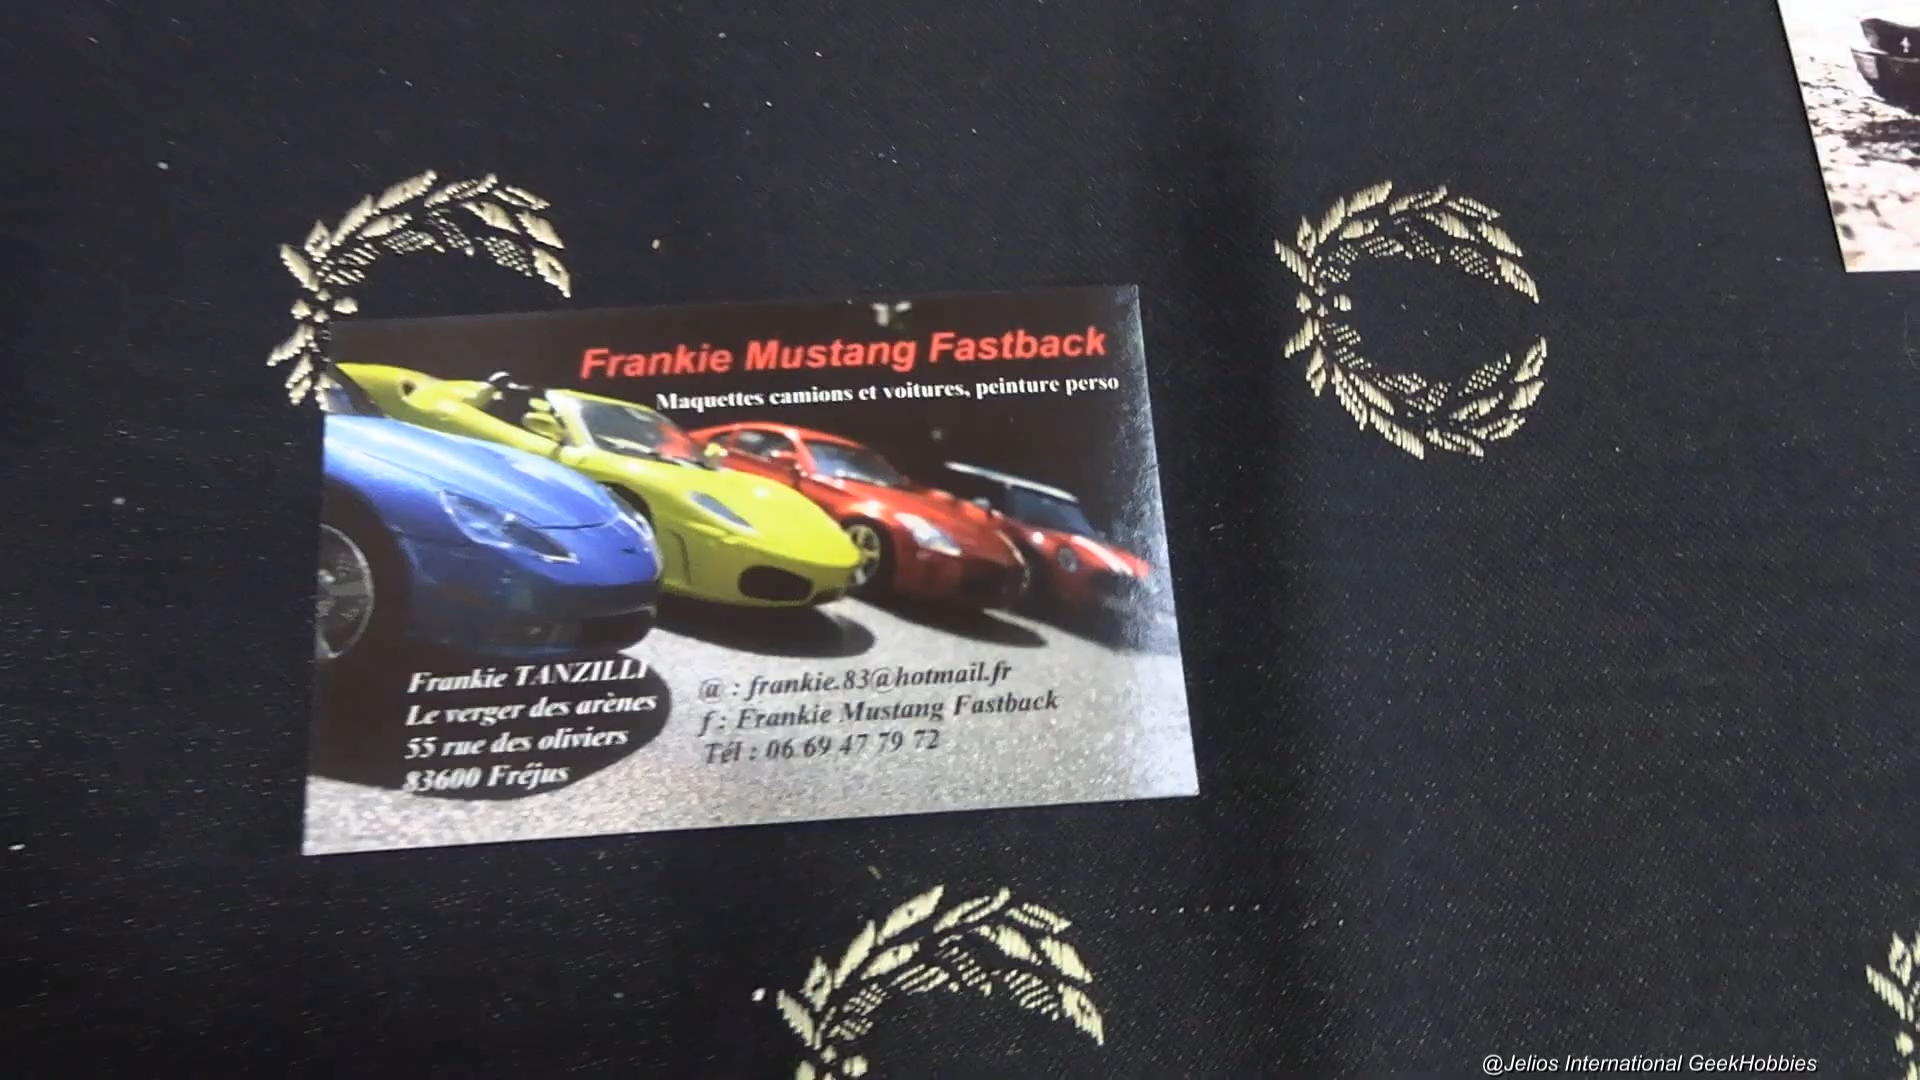 Frankie Mustang Fastback
Maquettes camions et voitures, peinture perso
Frankie TANZILLI
Le verger des arènes
55 rue des oliviers
83600 Fréjus
@ : frankie.83@hotmail.fr
f : Frankie Mustang Fastback
Tél : 06 69 47 79 72
@Jelios International GeekHobbies